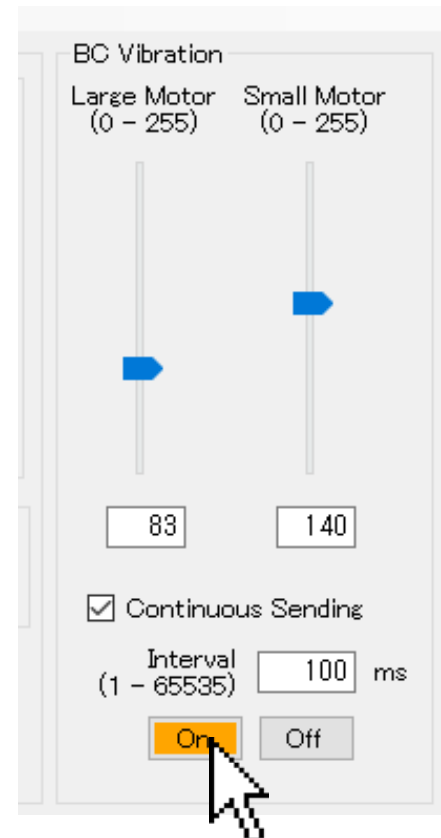 BC Vibration
Large Motor
(0 - 255)
Small Motor
(0 - 255)
83
140
Continuous Sending
Interval
(1 - 65535)
100 ms
On
Off